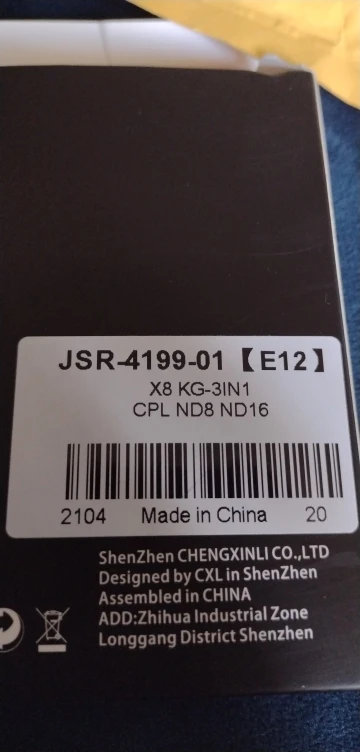 JSR-4199-01【E12】
X8 KG-3IN1
CPL ND8 ND16
2104 Made in China 20
ShenZhen CHENGXINLI CO.,LTD
Designed by CXL in ShenZhen
Assembled in CHINA
ADD:Zhihua Industrial Zone
Longgang District Shenzhen